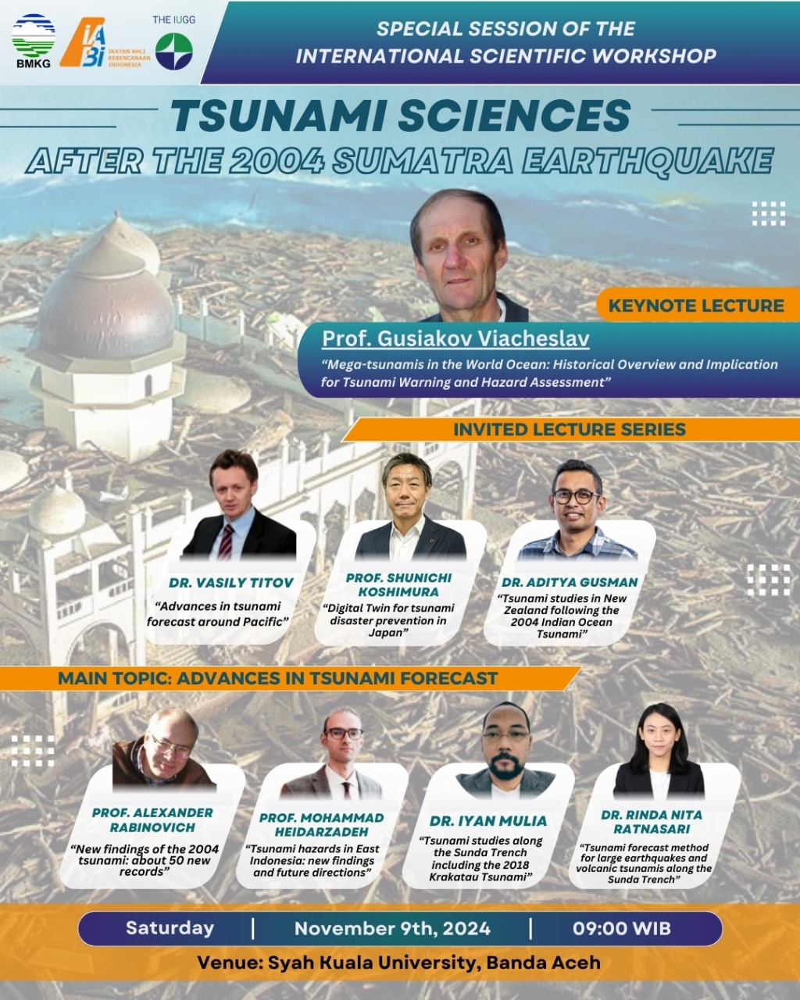 BMKG
iABi
IKATAN AHLI
KEBENCANAAN
INDONESIA
THE IUGG
SPECIAL SESSION OF THE
INTERNATIONAL SCIENTIFIC WORKSHOP
TSUNAMI SCIENCES
AFTER THE 2004 SUMATRA EARTHQUAKE
KEYNOTE LECTURE
Prof. Gusiakov Viacheslav
“Mega-tsunamis in the World Ocean: Historical Overview and Implication
for Tsunami Warning and Hazard Assessment”
INVITED LECTURE SERIES
DR. VASILY TITOV
“Advances in tsunami
forecast around Pacific”
PROF. SHUNICHI
KOSHIMURA
“Digital Twin for tsunami
disaster prevention in
Japan”
DR. ADITYA GUSMAN
“Tsunami studies in New
Zealand following the
2004 Indian Ocean
Tsunami”
MAIN TOPIC: ADVANCES IN TSUNAMI FORECAST
PROF. ALEXANDER
RABINOVICH
“New findings of the 2004
tsunami: about 50 new
records”
PROF. MOHAMMAD
HEIDARZADEH
“Tsunami hazards in East
Indonesia: new findings
and future directions”
DR. IYAN MULIA
“Tsunami studies along
the Sunda Trench
including the 2018
Krakatau Tsunami”
DR. RINDA NITA
RATNASARI
“Tsunami forecast method
for large earthquakes and
volcanic tsunamis along the
Sunda Trench”
Saturday | November 9th, 2024 | 09:00 WIB
Venue: Syah Kuala University, Banda Aceh